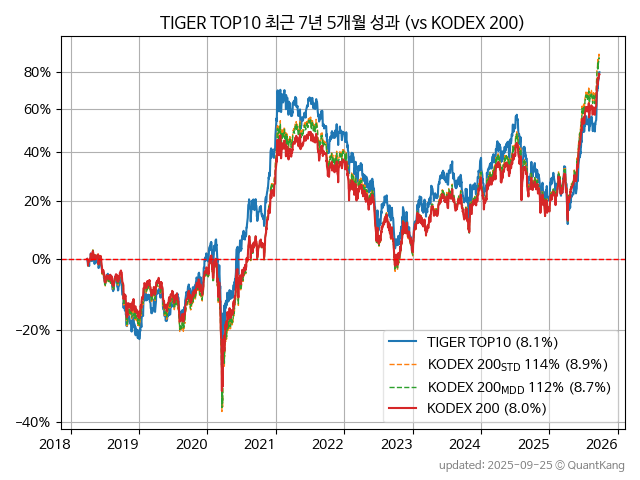 TIGER TOP10 최근 7년 5개월 성과 (vs KODEX 200)
80%
60%
40%
20%
0%
−20%
−40%
TIGER TOP10 (8.1%)
KODEX 200STD 114% (8.9%)
KODEX 200MDD 112% (8.7%)
KODEX 200 (8.0%)
2018 2019 2020 2021 2022 2023 2024 2025 2026
updated: 2025-09-25 ⓒ QuantKang